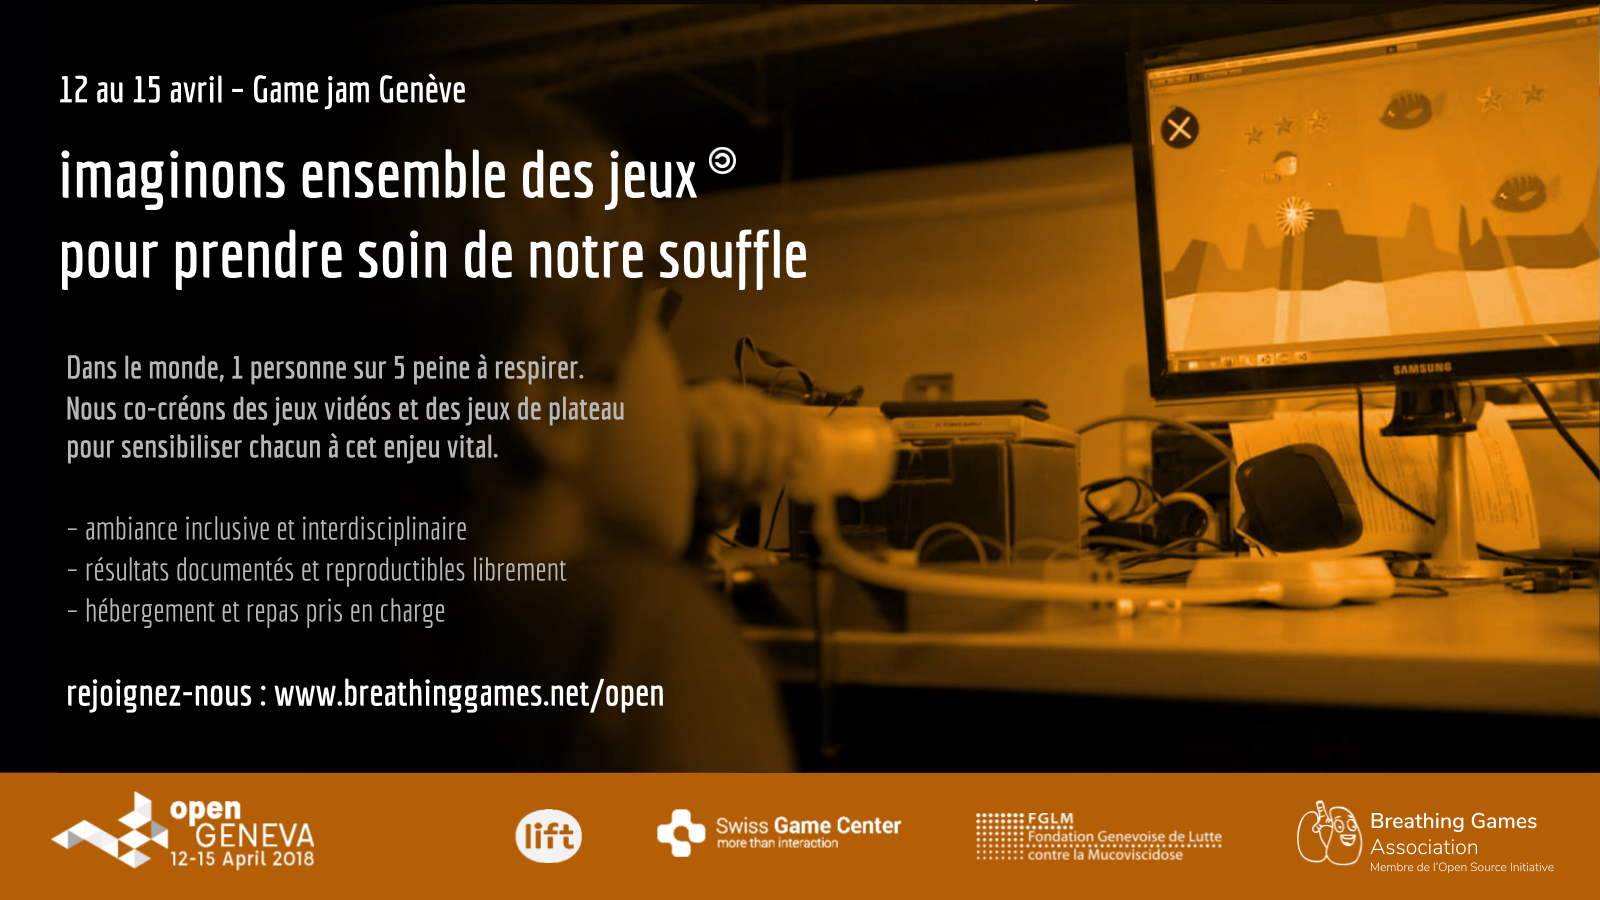 12 au 15 avril – Game jam Genève
imaginons ensemble des jeux
pour prendre soin de notre souffle
Dans le monde, 1 personne sur 5 peine à respirer.
Nous co-créons des jeux vidéos et des jeux de plateau
pour sensibiliser chacun à cet enjeu vital.
– ambiance inclusive et interdisciplinaire
– résultats documentés et reproductibles librement
– hébergement et repas pris en charge
rejoignez-nous : www.breathinggames.net/open
SAMSUNG
open
GENEVA
12-15 April 2018
lift
Swiss Game Center
more than interaction
FGLM
Fondation Genevoise de Lutte
contre la Mucoviscidose
Breathing Games
Association
Membre de l'Open Source Initiative